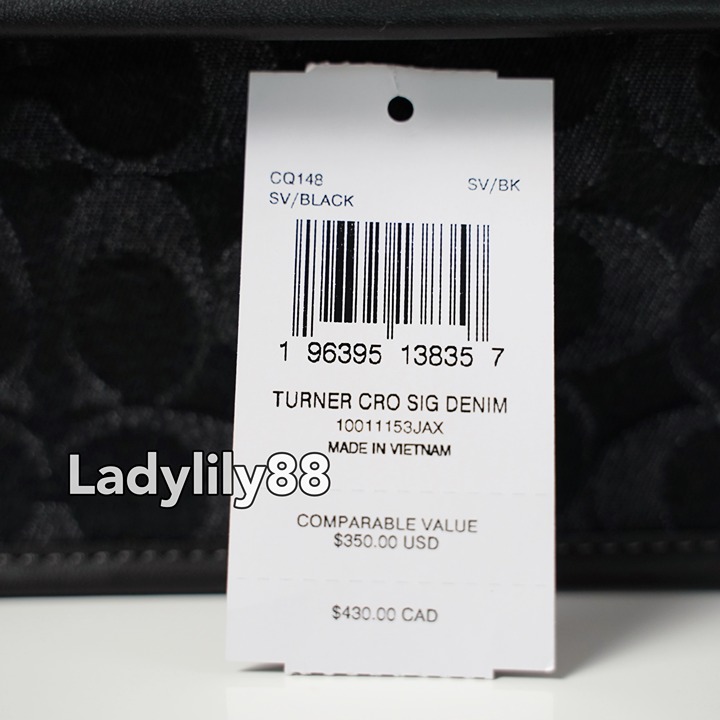 CQ148 SV/BK
SV/BLACK
1 96395 13835 7
TURNER CRO SIG DENIM
10011153JAX
MADE IN VIETNAM
Ladylily88
COMPARABLE VALUE
$350.00 USD
$430.00 CAD